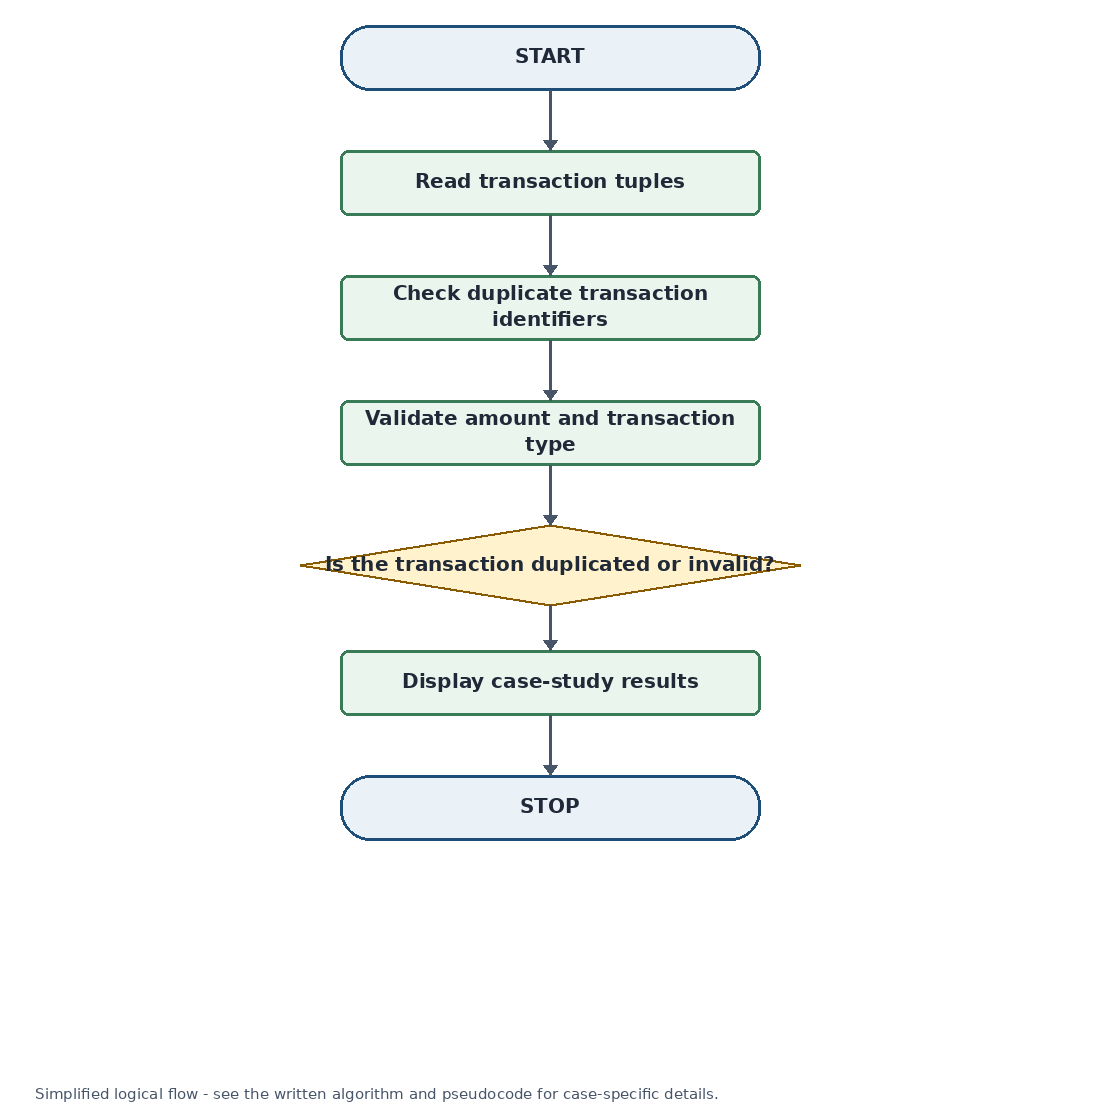 START
Read transaction tuples
Check duplicate transaction
identifiers
Validate amount and transaction
type
Is the transaction duplicated or invalid?
Display case-study results
STOP
Simplified logical flow - see the written algorithm and pseudocode for case-specific details.